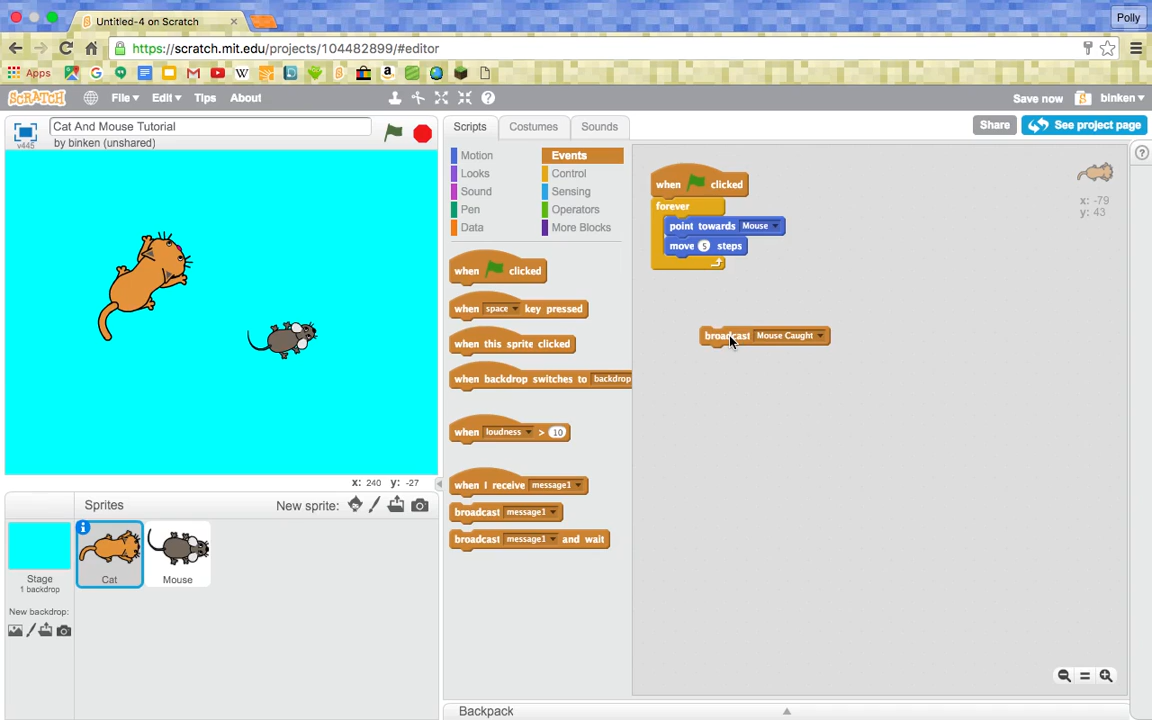 Untitled-4 on Scratch
Polly
https://scratch.mit.edu/projects/104482899/#editor
Apps
SCRATCH File Edit Tips About Save now binken
v445
Cat And Mouse Tutorial
by binken (unshared)
Scripts Costumes Sounds
Share See project page
Motion Events
Looks Control
Sound Sensing
Pen Operators
Data More Blocks
when clicked
when space key pressed
when this sprite clicked
when backdrop switches to backdrop
when loudness > 10
when I receive message1
broadcast message1
broadcast message1 and wait
when clicked
forever
point towards Mouse
move 5 steps
broadcast Mouse Caught
x: -79
y: 43
x: 240 y: -27
Sprites New sprite:
Stage
1 backdrop
New backdrop:
Cat
Mouse
Backpack